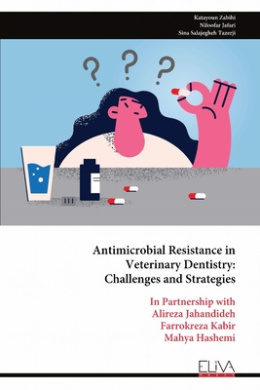 Katayoun Zabihi
Niloofar Jafari
Sina Salajegheh Tazerji
? ? ?
Antimicrobial Resistance in
Veterinary Dentistry:
Challenges and Strategies
In Partnership with
Alireza Jahandideh
Farrokreza Kabir
Mahya Hashemi
ELIVA
PRESS